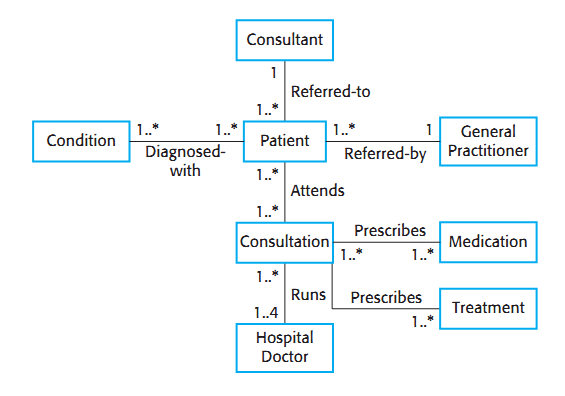 Consultant
1
Referred-to
1..*
Condition
1..*
1..*
Diagnosed-
with
Patient
1..*
1
Referred-by
General
Practitioner
1..*
Attends
1..*
Consultation
Prescribes
1..*
1..*
Medication
1..*
Runs
1..4
Prescribes
1..*
Treatment
Hospital
Doctor